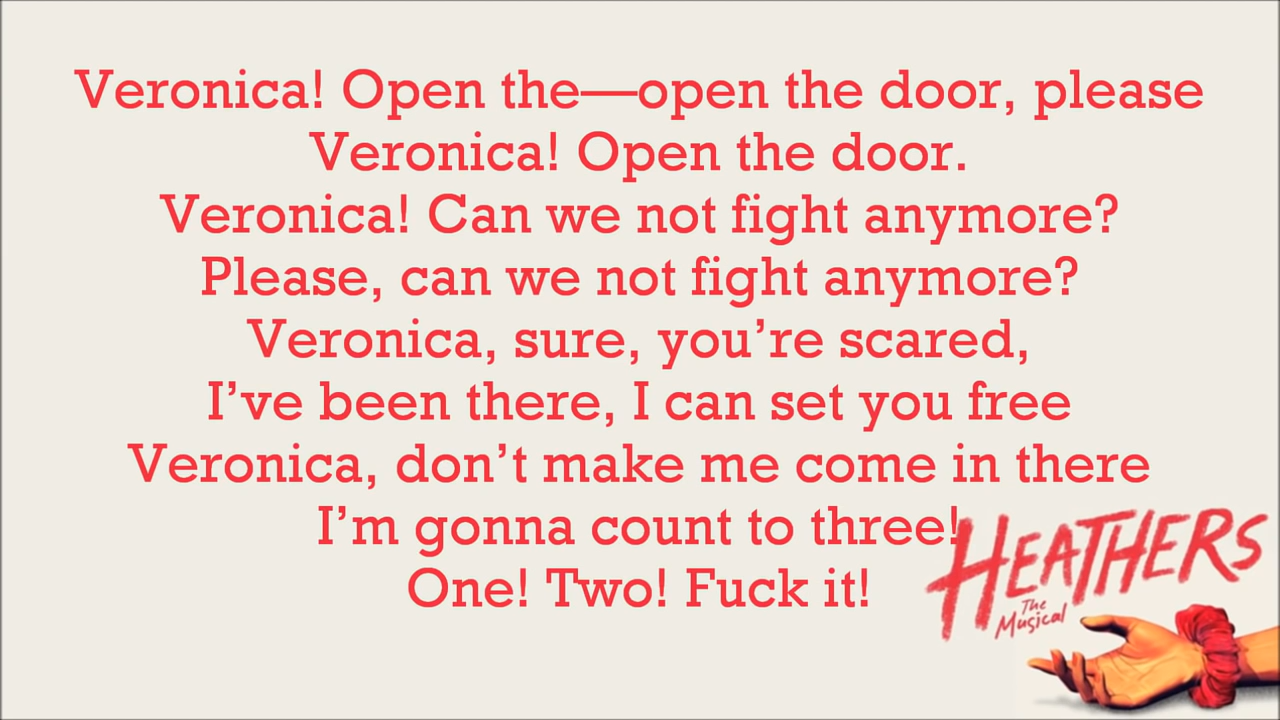 Veronica! Open the—open the door, please
Veronica! Open the door.
Veronica! Can we not fight anymore?
Please, can we not fight anymore?
Veronica, sure, you’re scared,
I’ve been there, I can set you free
Veronica, don’t make me come in there
I’m gonna count to three!
One! Two! Fuck it!
HEATHERS
The
Musical